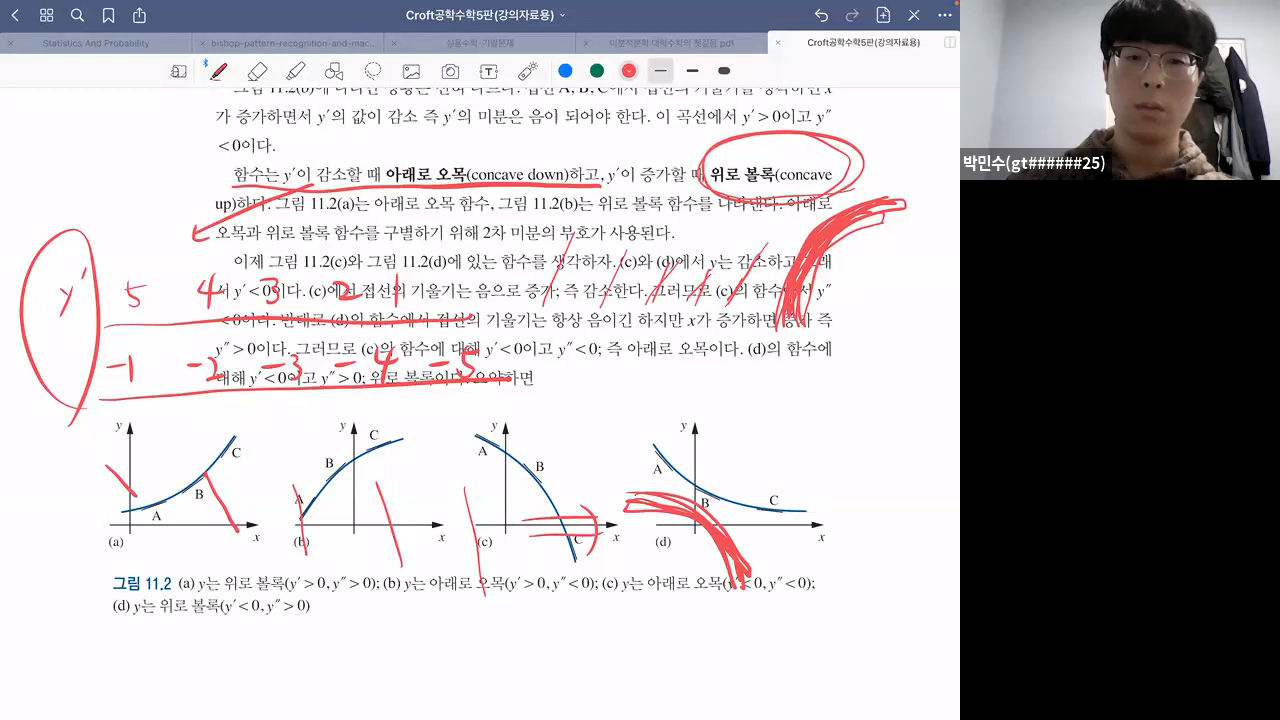 Croft공학수학5판(강의자료용)
Statistics And Probability
bishop-pattern-recognition-and-mac...
상용수학-기말문제
미분적분학 대학수학의 첫걸음 pdf
Croft공학수학5판(강의자료용)
가 증가하면서 y′의 값이 감소 즉 y′의 미분은 음이 되어야 한다. 이 곡선에서 y′ > 0이고 y″
< 0이다.
함수는 y′이 감소할 때 아래로 오목(concave down)하고, y′이 증가할 때 위로 볼록(concave
up)하다. 그림 11.2(a)는 아래로 오목 함수, 그림 11.2(b)는 위로 볼록 함수를 나타낸다. 아래로
오목과 위로 볼록 함수를 구별하기 위해 2차 미분의 부호가 사용된다.
이제 그림 11.2(c)와 그림 11.2(d)에 있는 함수를 생각하자. (c)와 (d)에서 y는 감소하고
서 y′ < 0이다. (c)에서 접선의 기울기는 음으로 증가; 즉 감소한다. 그러므로 (c)의 함수 y″
y′ 5 4 3 2 1
< 0이다. 반대로 (d)의 함수에서 접선의 기울기는 항상 음이긴 하지만 x가 증가하면 즉
y″ > 0이다. 그러므로 (c)의 함수에 대해 y′ < 0이고 y″ < 0; 즉 아래로 오목이다. (d)의 함수에
-1 -2 -3 -4 -5
대해 y′ < 0이고 y″ > 0; 위로 볼록이다. 요약하면
y y y y
A B C x (a)
A B C x (b)
A B C x (c)
A B C x (d)
그림 11.2 (a) y는 위로 볼록(y′ > 0, y″ > 0); (b) y는 아래로 오목(y′ > 0, y″ < 0); (c) y는 아래로 오목(y′ < 0, y″ < 0);
(d) y는 위로 볼록(y′ < 0, y″ > 0)
박민수(gt######25)